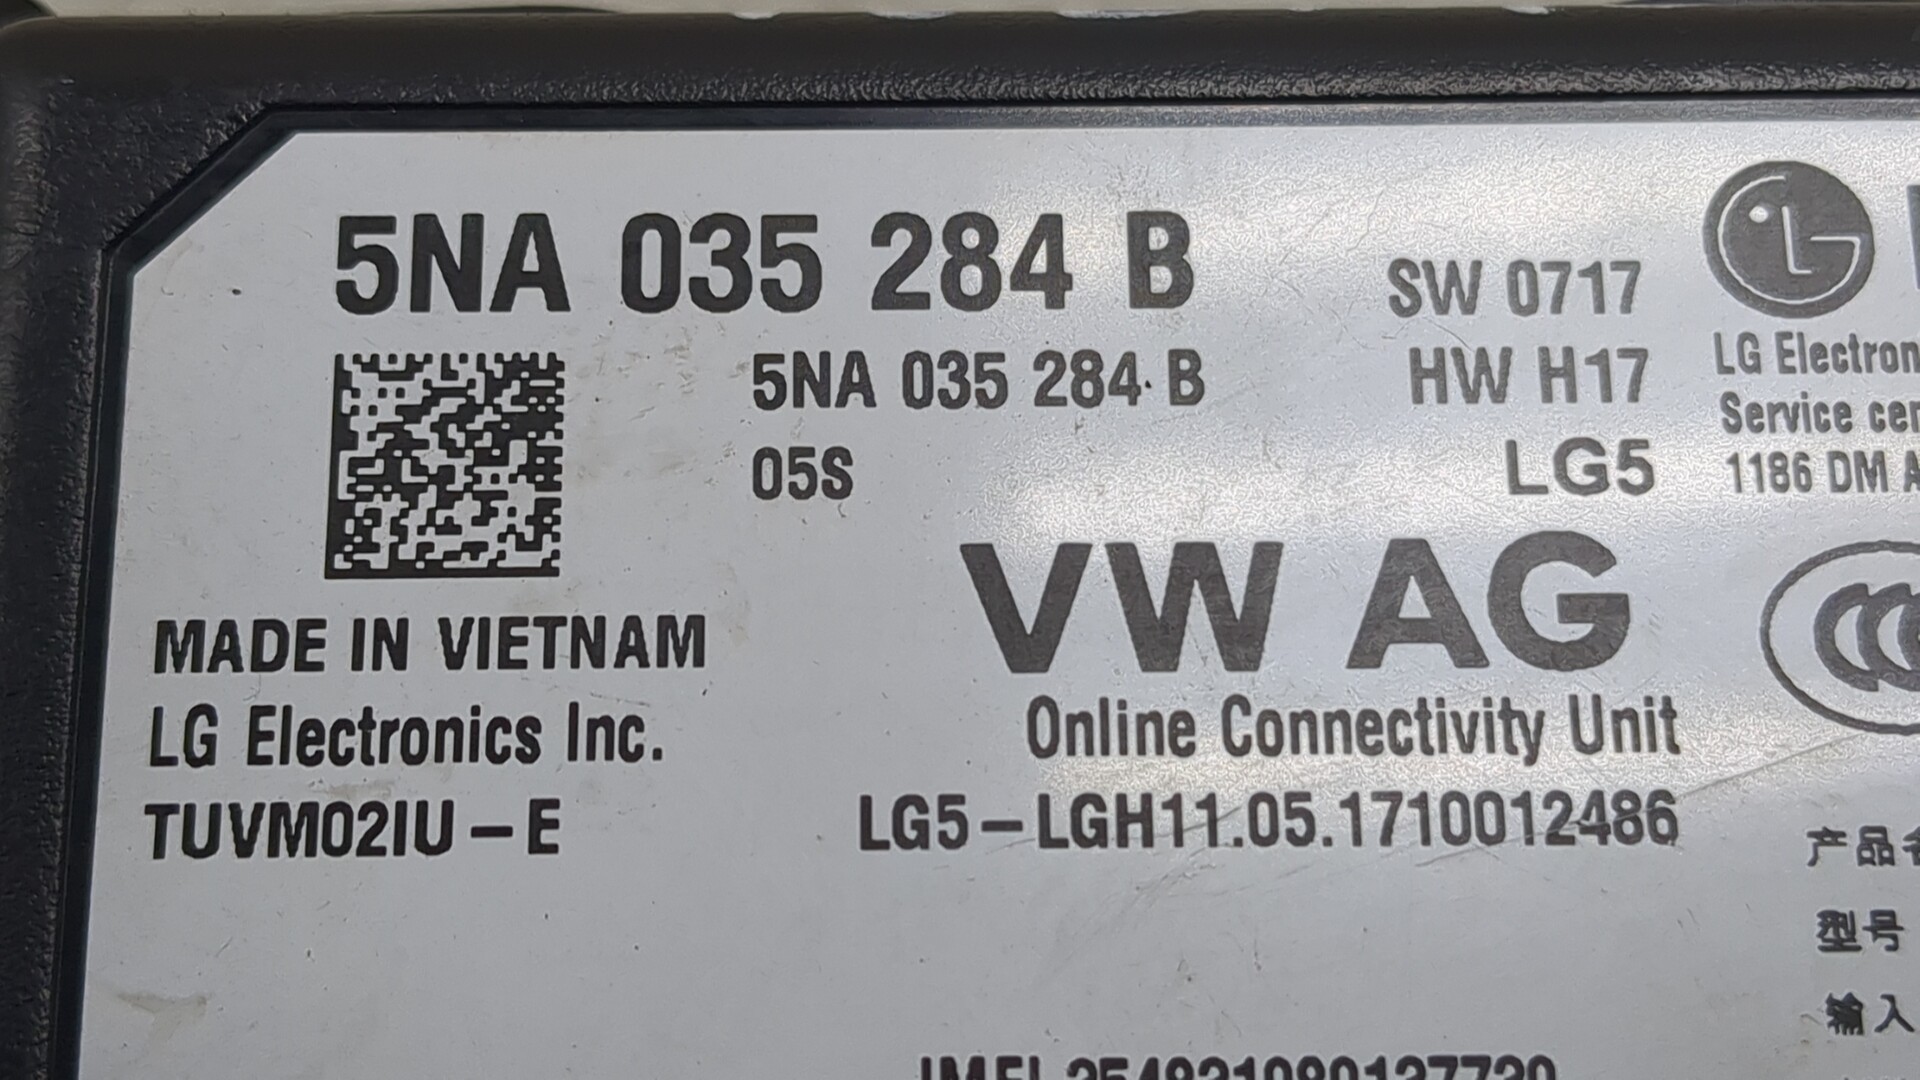 5NA 035 284 B
SW 0717
5NA 035 284 B
HW H17
05S
LG5
LG
LG Electron
Service cer
1186 DM A
VW AG
Online Connectivity Unit
MADE IN VIETNAM
LG Electronics Inc.
TUVM02IU-E
LG5-LGH11.05.1710012486
产品
型号
输入